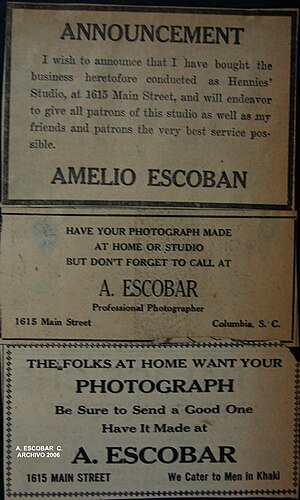 ANNOUNCEMENT
I wish to announce that I have bought the
business heretofore conducted as Hennies'
Studio, at 1615 Main Street, and will endeavor
to give all patrons of this studio as well as my
friends and patrons the very best service pos-
sible.
AMELIO ESCOBAN
HAVE YOUR PHOTOGRAPH MADE
AT HOME OR STUDIO
BUT DON'T FORGET TO CALL AT
A. ESCOBAR
Professional Photographer
1615 Main Street Columbia, S. C.
THE FOLKS AT HOME WANT YOUR
PHOTOGRAPH
Be Sure to Send a Good One
Have It Made at
A. ESCOBAR
1615 MAIN STREET We Cater to Men in Khaki
A. ESCOBAR C.
ARCHIVO 2006